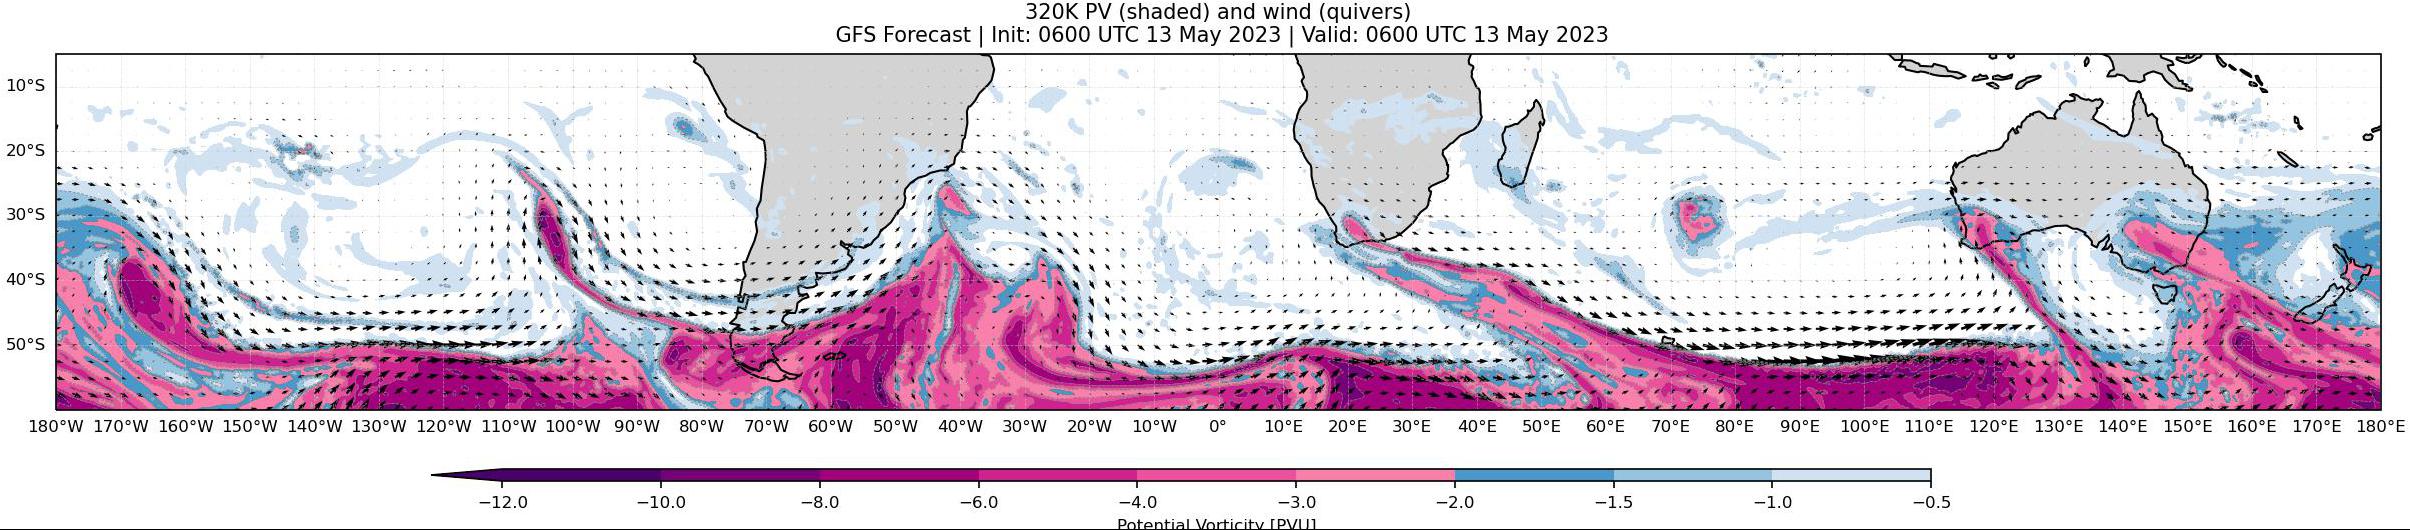 320K PV (shaded) and wind (quivers)
GFS Forecast | Init: 0600 UTC 13 May 2023 | Valid: 0600 UTC 13 May 2023
10°S
20°S
30°S
40°S
50°S
180°W 170°W 160°W 150°W 140°W 130°W 120°W 110°W 100°W 90°W 80°W 70°W 60°W 50°W 40°W 30°W 20°W 10°W 0° 10°E 20°E 30°E 40°E 50°E 60°E 70°E 80°E 90°E 100°E 110°E 120°E 130°E 140°E 150°E 160°E 170°E 180°E
−12.0 −10.0 −8.0 −6.0 −4.0 −3.0 −2.0 −1.5 −1.0 −0.5
Potential Vorticity [PVU]